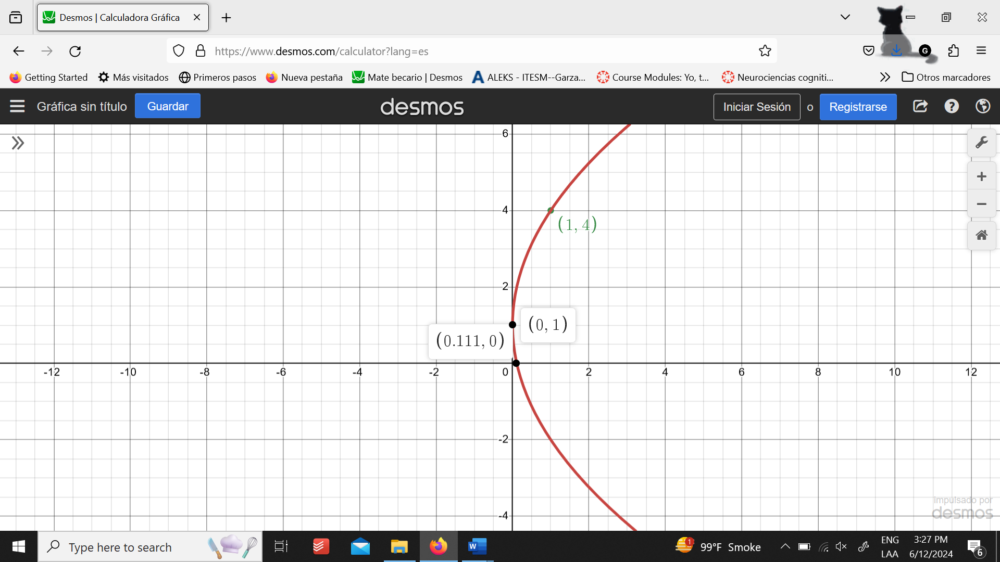 Desmos | Calculadora Gráfica
https://www.desmos.com/calculator?lang=es
G
Getting Started Más visitados Primeros pasos Nueva pestaña Mate becario | Desmos ALEKS - ITESM--Garza... Course Modules: Yo, t... Neurociencias cogniti... Otros marcadores
Gráfica sin título Guardar desmos Iniciar Sesión o Registrarse
6
4
(1, 4)
2
(0, 1)
(0.111, 0)
-12 -10 -8 -6 -4 -2 0 2 4 6 8 10 12
-2
-4
impulsado por
desmos
Type here to search
W
1
99°F Smoke
ENG
LAA
3:27 PM
6/12/2024
6